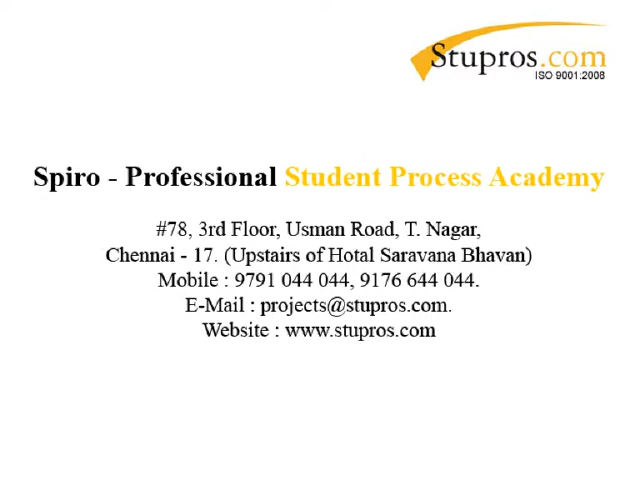 Stupros.com
ISO 9001:2008
Spiro - Professional Student Process Academy
#78, 3rd Floor, Usman Road, T. Nagar,
Chennai - 17. (Upstairs of Hotal Saravana Bhavan)
Mobile : 9791 044 044, 9176 644 044.
E-Mail : projects@stupros.com.
Website : www.stupros.com